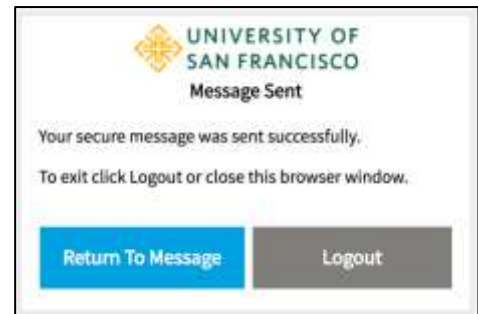 UNIVERSITY OF
SAN FRANCISCO
Message Sent
Your secure message was sent successfully.
To exit click Logout or close this browser window.
Return To Message
Logout